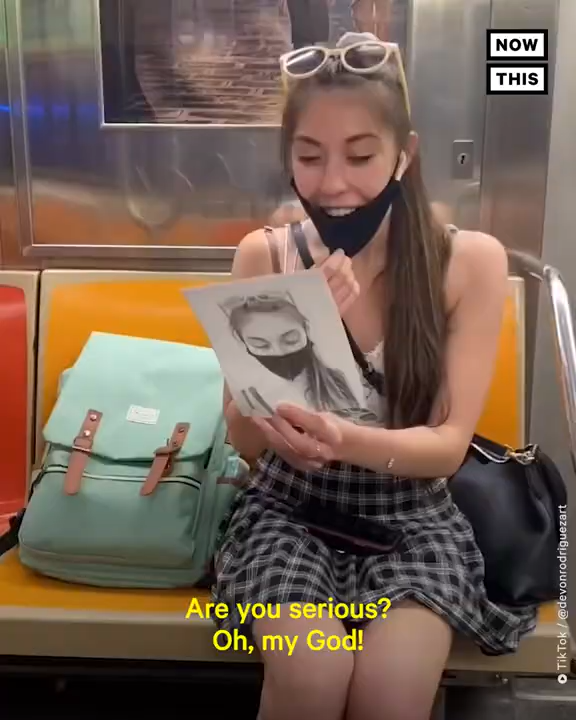 NOW
THIS
Are you serious?
Oh, my God!
TikTok / @devonrodriguezart